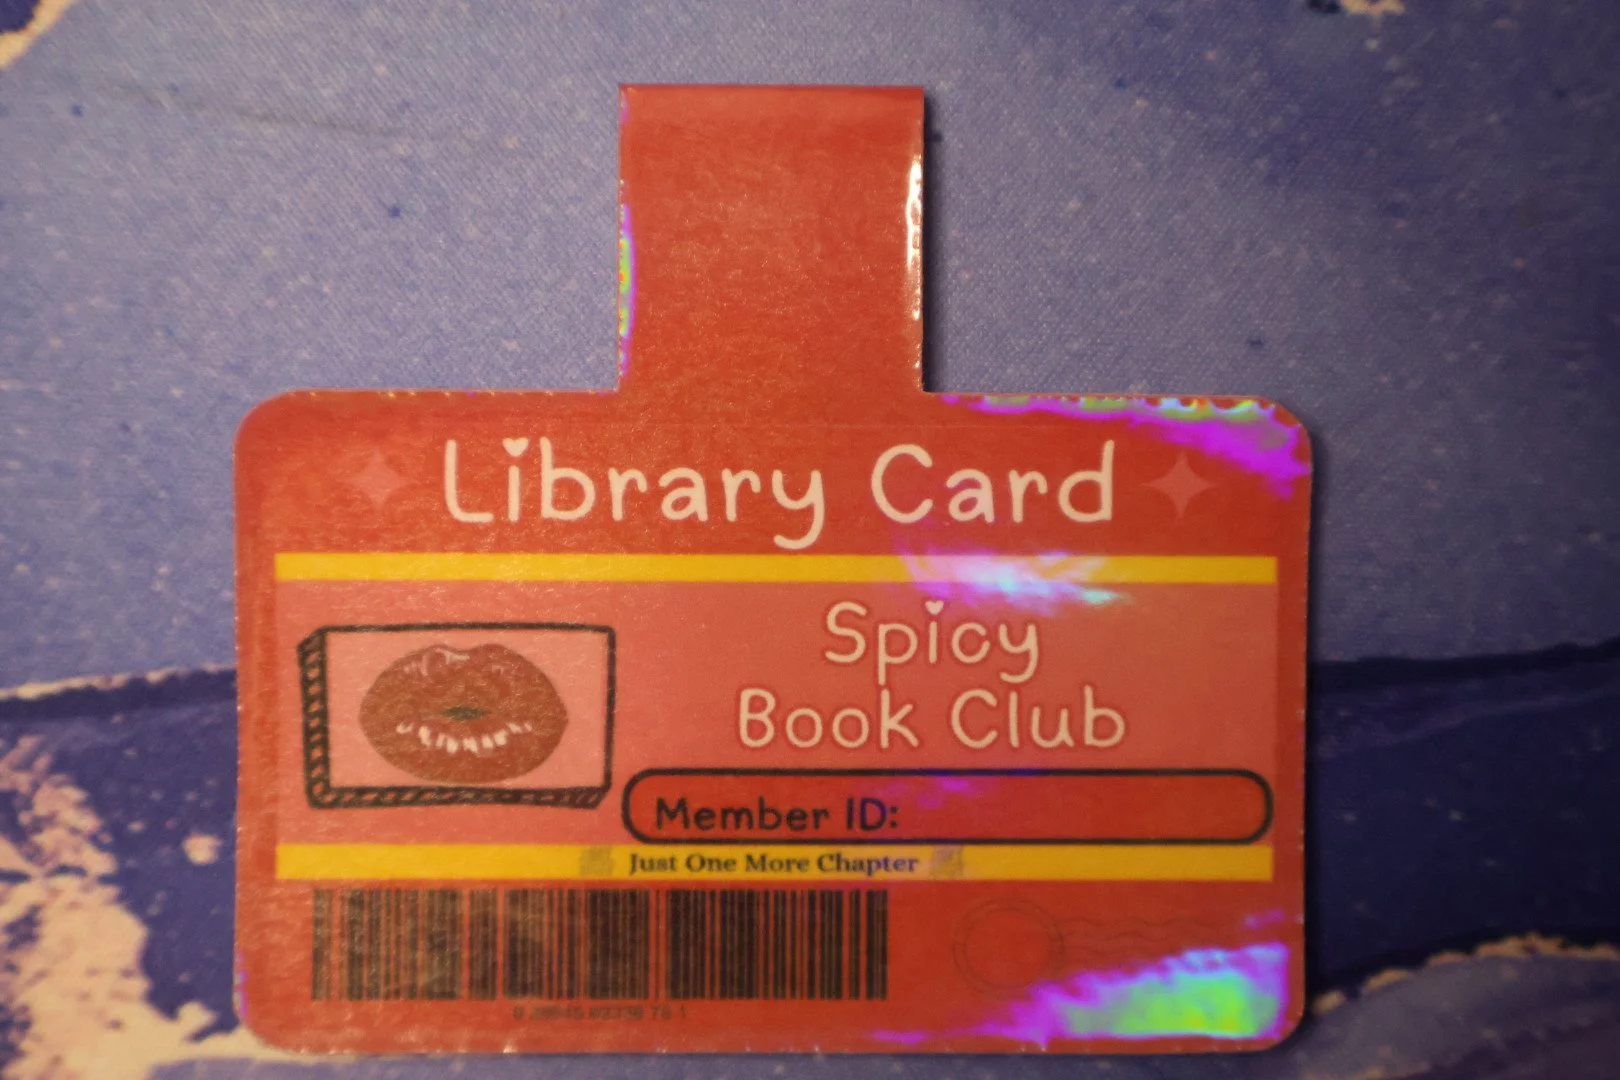 Library Card
Spicy
Book Club
Member ID:
Just One More Chapter